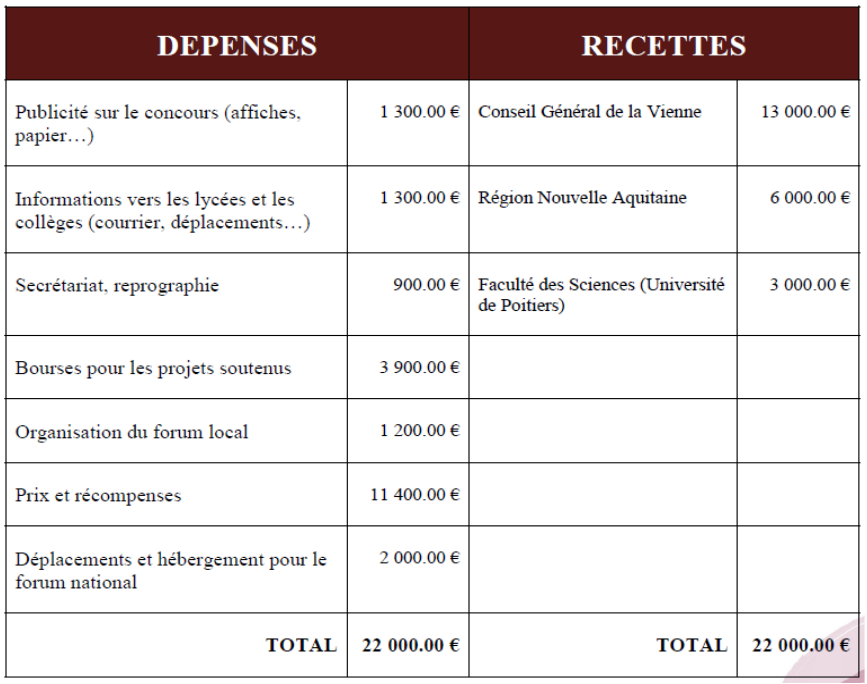 DEPENSES RECETTES
Publicité sur le concours (affiches, 1 300.00 € Conseil Général de la Vienne 13 000.00 €
papier…)
Informations vers les lycées et les 1 300.00 € Région Nouvelle Aquitaine 6 000.00 €
collèges (courrier, déplacements…)
Secrétariat, reprographie 900.00 € Faculté des Sciences (Université 3 000.00 €
de Poitiers)
Bourses pour les projets soutenus 3 900.00 €
Organisation du forum local 1 200.00 €
Prix et récompenses 11 400.00 €
Déplacements et hébergement pour le 2 000.00 €
forum national
TOTAL 22 000.00 € TOTAL 22 000.00 €